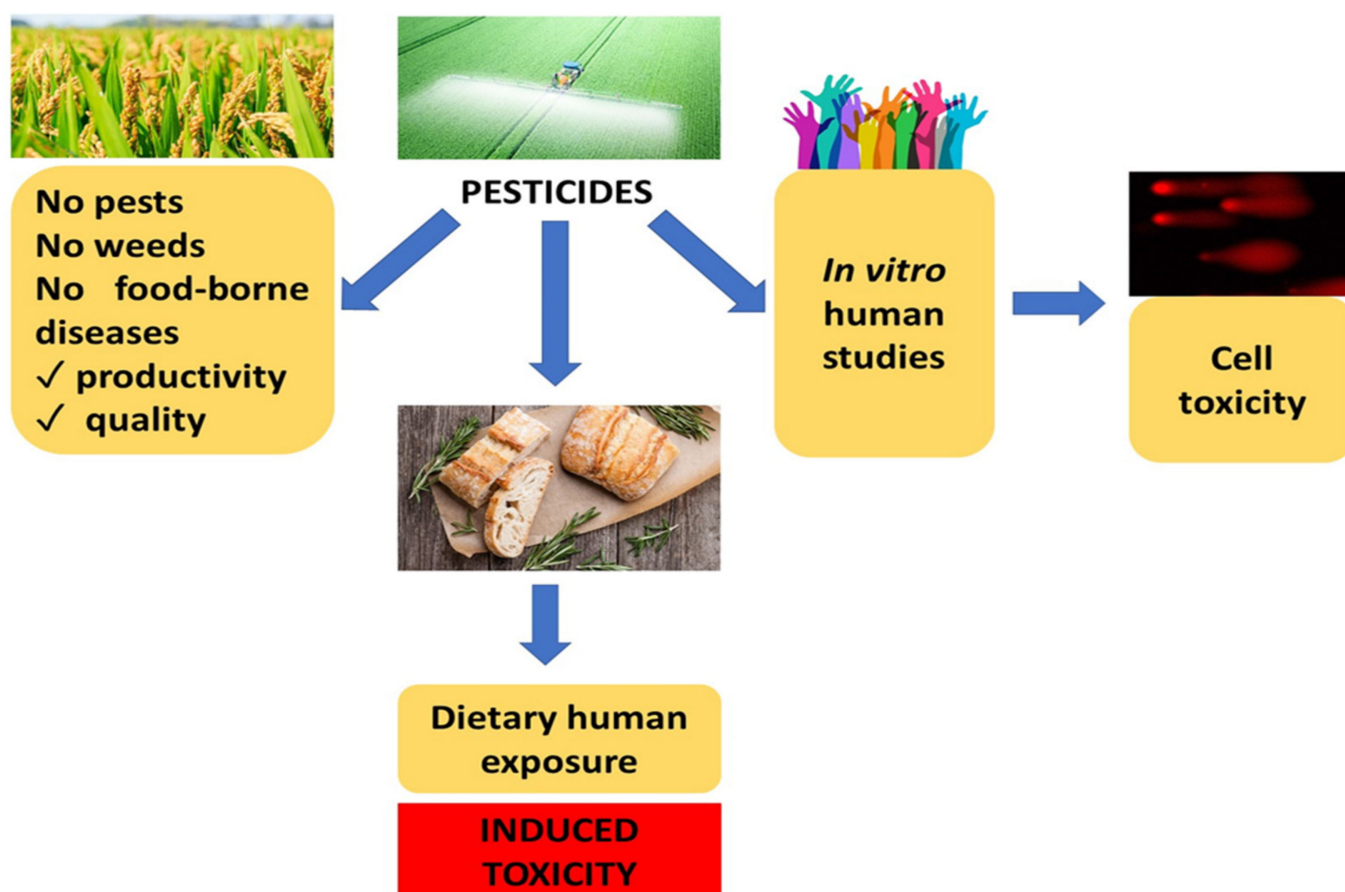 PESTICIDES
No pests
No weeds
No food-borne
diseases
✓ productivity
✓ quality
In vitro
human
studies
Cell
toxicity
Dietary human
exposure
INDUCED
TOXICITY